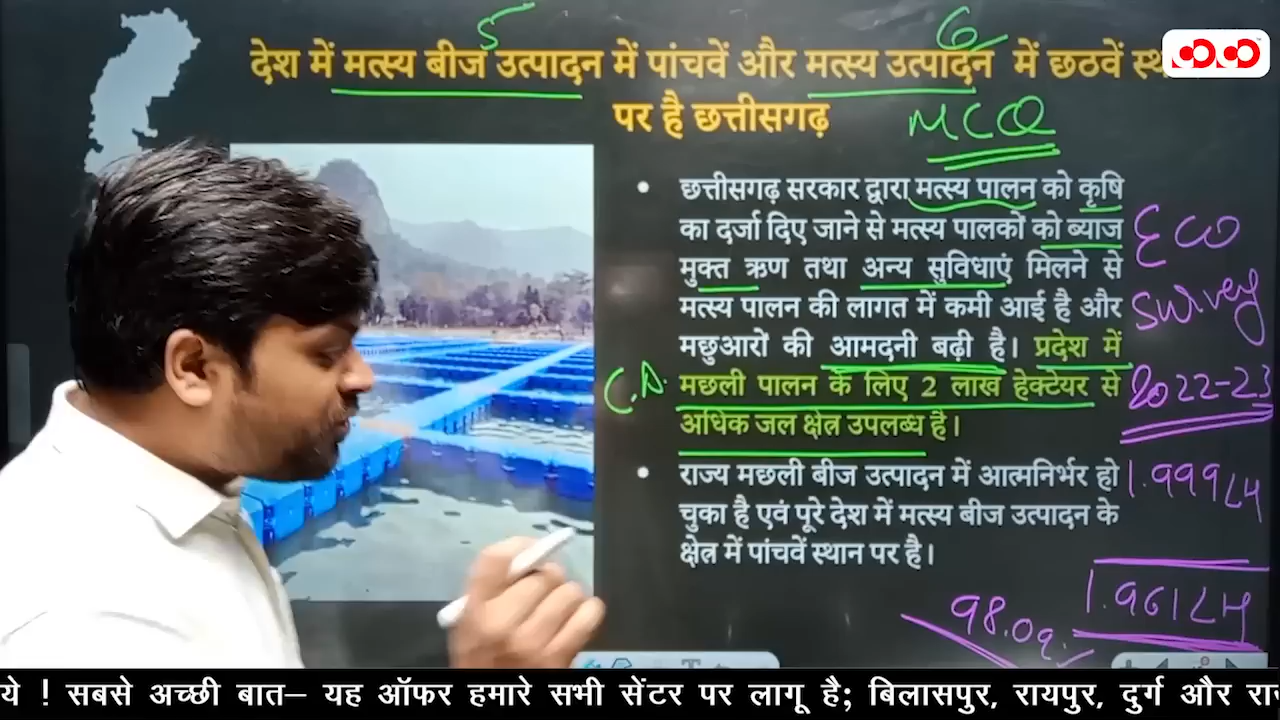 5
6
देश में मत्स्य बीज उत्पादन में पांचवें और मत्स्य उत्पादन में छठवें स्थ
पर है छत्तीसगढ़
MCQ
• छत्तीसगढ़ सरकार द्वारा मत्स्य पालन को कृषि
का दर्जा दिए जाने से मत्स्य पालकों को ब्याज
मुक्त ऋण तथा अन्य सुविधाएं मिलने से
मत्स्य पालन की लागत में कमी आई है और
मछुआरों की आमदनी बढ़ी है। प्रदेश में
मछली पालन के लिए 2 लाख हेक्टेयर से
अधिक जल क्षेत्र उपलब्ध है।
Eco
Survey
C.A.
2022-23
• राज्य मछली बीज उत्पादन में आत्मनिर्भर हो
चुका है एवं पूरे देश में मत्स्य बीज उत्पादन के
क्षेत्र में पांचवें स्थान पर है।
1.999
1.961
98.09
ये ! सबसे अच्छी बात– यह ऑफर हमारे सभी सेंटर पर लागू है; बिलासपुर, रायपुर, दुर्ग और रा